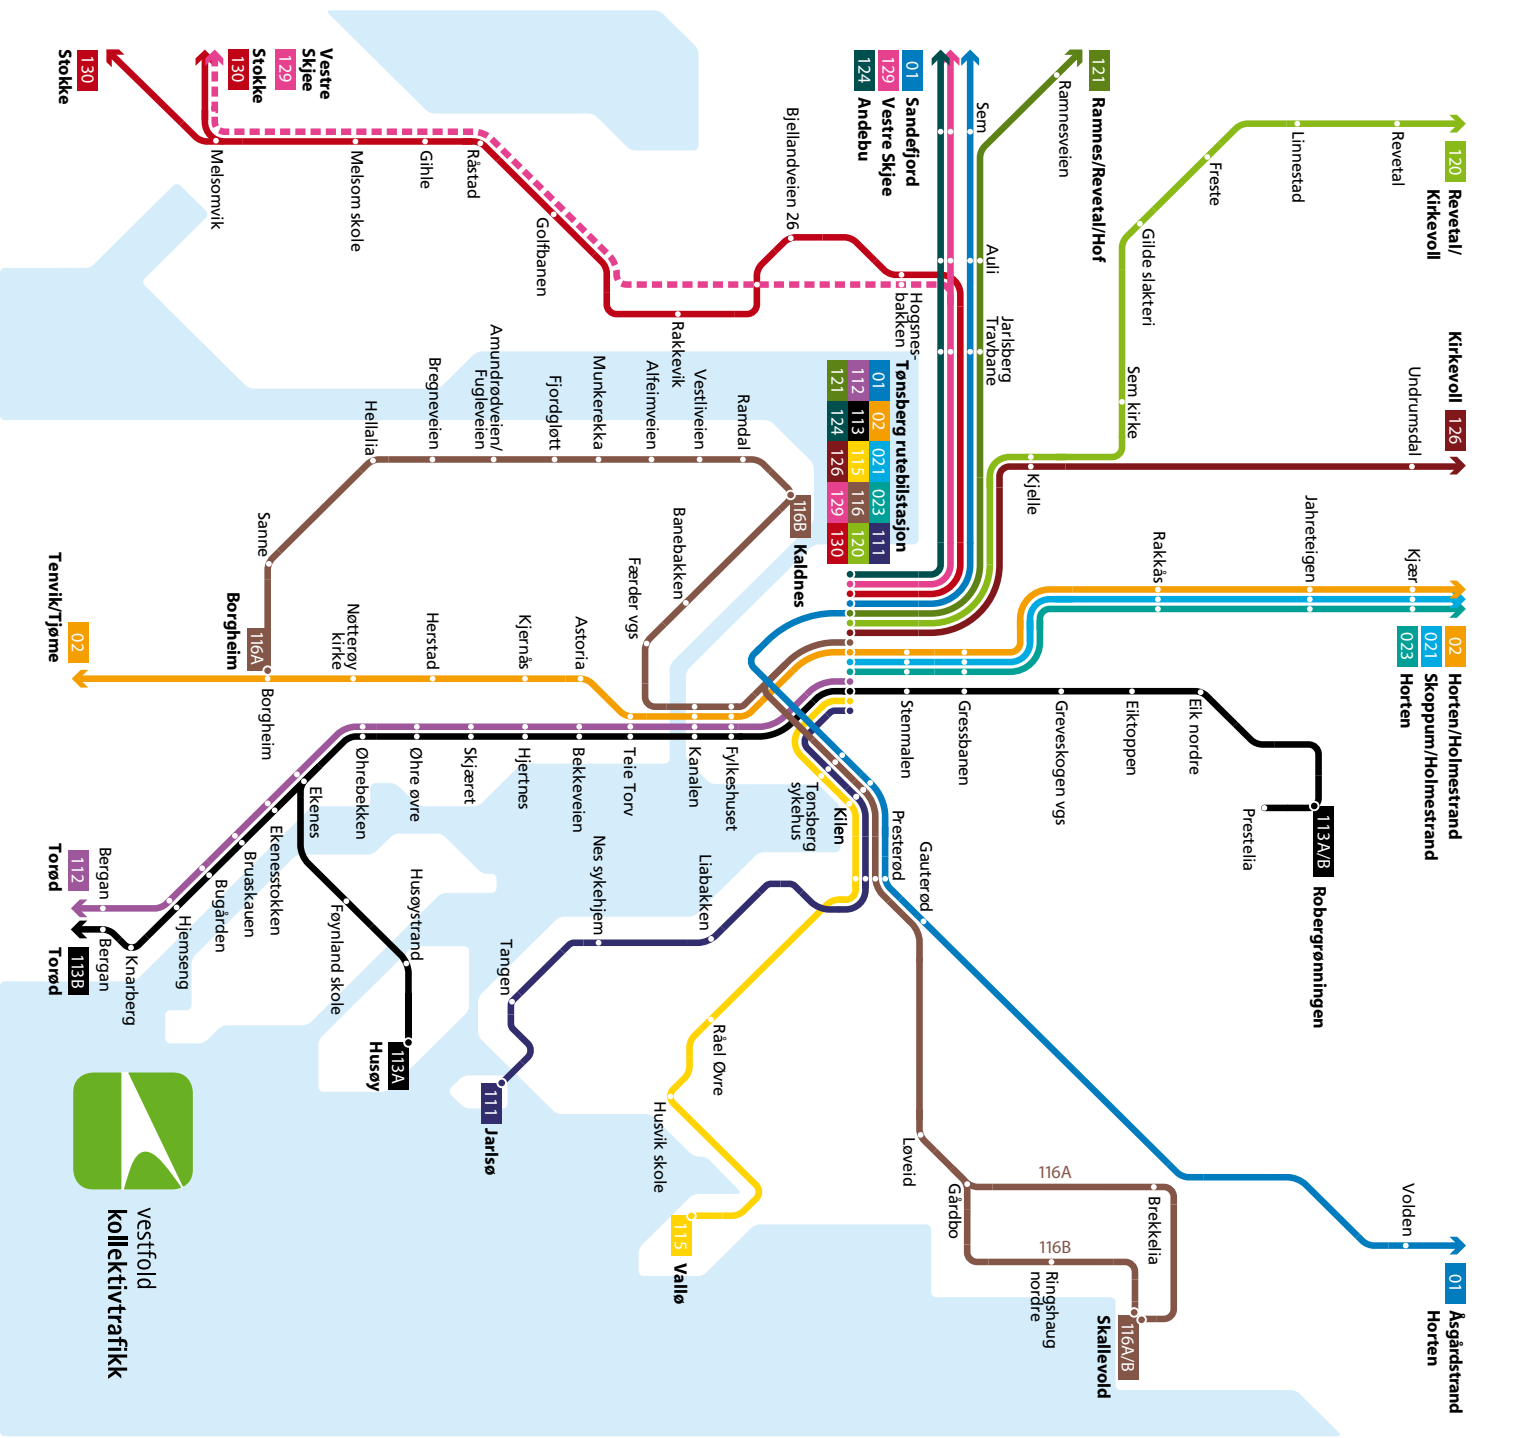 120
Revetal/
Kirkevoll
Revetal
Linnestad
Freste
Gilde slakteri
Sem kirke
Kirkevoll
126
Undrumsdal
Kjelle
121
Ramnes/Revetal/Hof
Ramnesveien
01
Sandefjord
129
Vestre Skjee
124
Andebu
Sem
Auli
Jarlsberg
Travbane
Hogsnes-
bakken
Bjellandveien 26
Rakkevik
Golfbanen
Råstad
Gihle
Melsom skole
Melsomvik
Vestre
Skjee
129
Stokke
130
130
Stokke
Tønsberg rutebilstasjon
01
02
021
023
111
112
113
115
116
120
121
124
126
129
130
02
Horten/Holmestrand
021
Skoppum/Holmestrand
023
Horten
Kjær
Jahreteigen
Rakkås
Gressbanen
Stenmalen
Greveskogen vgs
Eiktoppen
Eik nordre
Prestelia
113A/B
Robergrønningen
01
Åsgårdstrand
Horten
Volden
Gauterød
Presterød
Kilen
Tønsberg
sykehus
Løveid
Gårdbo
116A
Brekkelia
116B
Ringshaug
nordre
116A/B
Skallevold
Råel Øvre
Husvik skole
115
Vallø
Liabakken
Nes sykehjem
Tangen
111
Jarlsø
116B
Kaldnes
Ramdal
Vestliveien
Alfeimveien
Munkerekka
Fjordgløtt
Amundrødveien/
Fugleveien
Bregneveien
Hellalia
Sanne
Borgheim
116A
Banebakken
Færder vgs
Astoria
Kjernås
Herstad
Nøtterøy
kirke
Borgheim
Tenvik/Tjøme
02
Fylkeshuset
Kanalen
Teie Torv
Bekkeveien
Hjertnes
Skjæret
Øhre øvre
Øhrebekken
Ekenes
Ekenesstokken
Bruaskauen
Bugården
Hjemseng
Knarberg
Bergan
Bergan
112
Torød
113B
Torød
Føynland skole
Husøystrand
113A
Husøy
vestfold
kollektivtrafikk